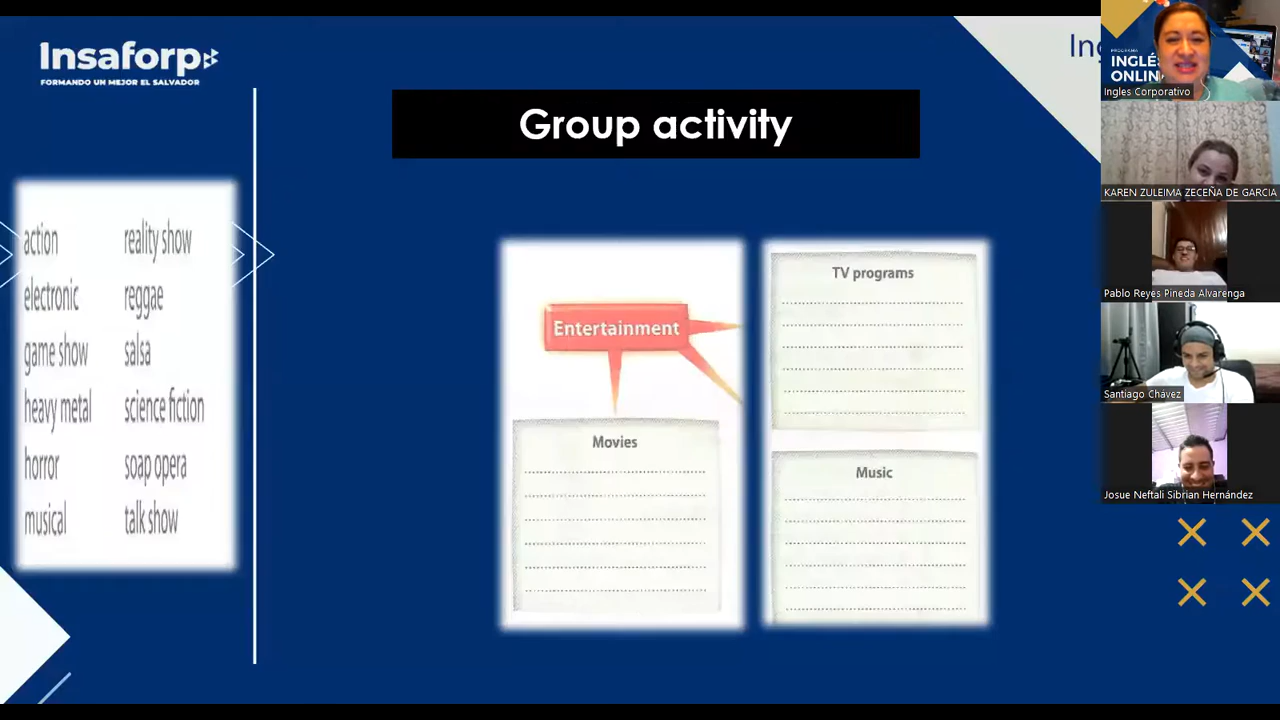 Insaforp
FORMANDO UN MEJOR EL SALVADOR
Group activity
action
reality show
electronic
reggae
game show
salsa
heavy metal
science fiction
horror
soap opera
musical
talk show
Entertainment
Movies
TV programs
Music
PROGRAMA
INGLÉS
ONLIN
Ingles Corporativo
KAREN ZULEIMA ZECEÑA DE GARCIA
Pablo Reyes Pineda Alvarenga
Santiago Chávez
Josue Neftali Sibrian Hernández